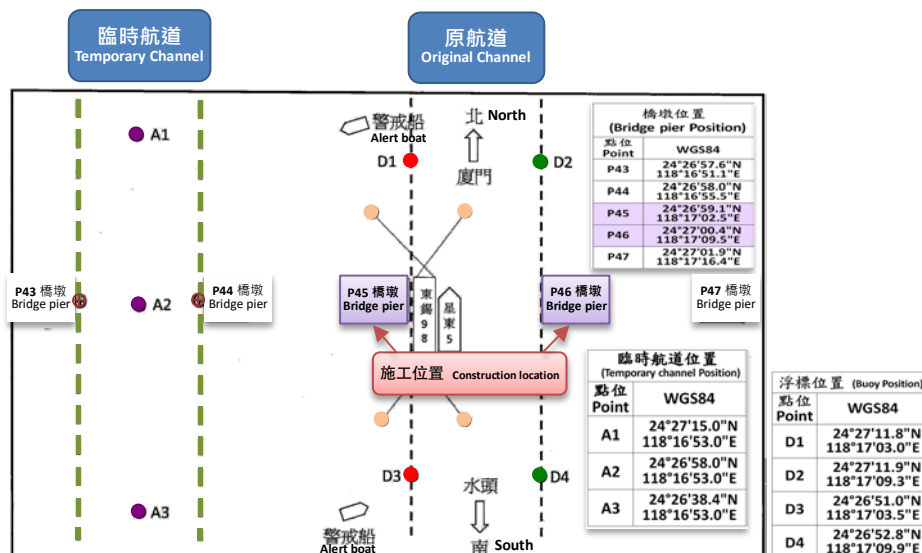 臨時航道
Temporary Channel
原航道
Original Channel
A1
警戒船
Alert boat
D1
北 North
廈門
D2
橋墩位置
(Bridge pier Position)
點位 Point WGS84
P43 24°26'57.6"N 118°16'51.1"E
P44 24°26'58.0"N 118°16'55.5"E
P45 24°26'59.1"N 118°17'02.5"E
P46 24°27'00.4"N 118°17'09.5"E
P47 24°27'01.9"N 118°17'16.4"E
P43 橋墩
Bridge pier
A2
P44 橋墩
Bridge pier
P45 橋墩
Bridge pier
東錫98
星東5
P46 橋墩
Bridge pier
P47 橋墩
Bridge pier
施工位置 Construction location
臨時航道位置
(Temporary channel Position)
點位 Point WGS84
A1 24°27'15.0"N 118°16'53.0"E
A2 24°26'58.0"N 118°16'53.0"E
A3 24°26'38.4"N 118°16'53.0"E
浮標位置 (Buoy Position)
點位 Point WGS84
D1 24°27'11.8"N 118°17'03.0"E
D2 24°27'11.9"N 118°17'09.3"E
D3 24°26'51.0"N 118°17'03.5"E
D4 24°26'52.8"N 118°17'09.9"E
A3
D3
水頭
D4
警戒船
Alert boat
南 South